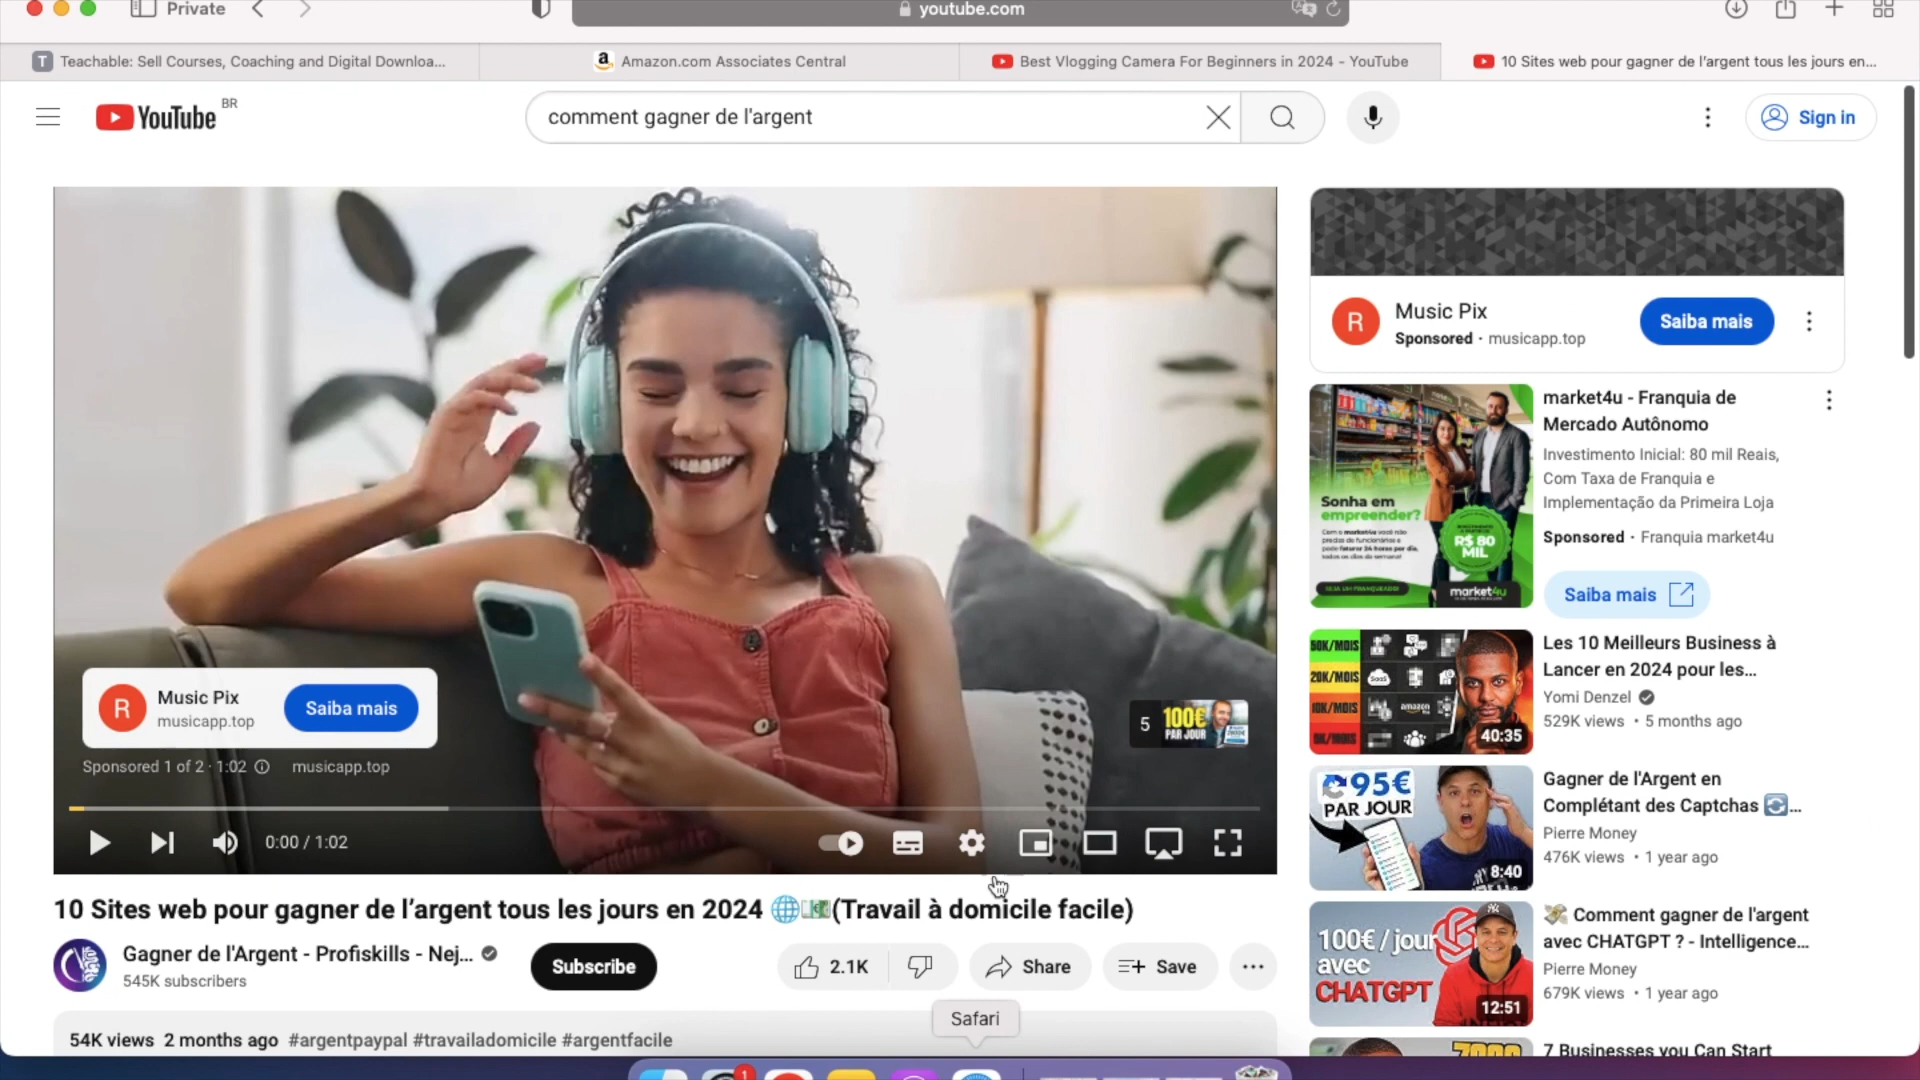 Private
youtube.com
Teachable: Sell Courses, Coaching and Digital Downloa...
Amazon.com Associates Central
Best Vlogging Camera For Beginners in 2024 - YouTube
10 Sites web pour gagner de l'argent tous les jours en...
YouTube BR
comment gagner de l'argent
Sign in
R
Music Pix
Sponsored · musicapp.top
Saiba mais
market4u - Franquia de
Mercado Autônomo
Investimento Inicial: 80 mil Reais,
Com Taxa de Franquia e
Implementação da Primeira Loja
Sponsored · Franquia market4u
Saiba mais
Sonha em
empreender?
R$ 80
MIL
market4u
R
Music Pix
musicapp.top
Saiba mais
5
100€
PAR JOUR
Sponsored 1 of 2 · 1:02
musicapp.top
0:00 / 1:02
50K/MOIS
20K/MOIS
10K/MOIS
SaaS
amazon
40:35
Les 10 Meilleurs Business à
Lancer en 2024 pour les...
Yomi Denzel
529K views • 5 months ago
95€
PAR JOUR
8:40
Gagner de l'Argent en
Complétant des Captchas 🔄...
Pierre Money
476K views • 1 year ago
100€/jour
avec
CHATGPT
12:51
💸 Comment gagner de l'argent
avec CHATGPT ? - Intelligence...
Pierre Money
679K views • 1 year ago
7 Businesses you Can Start
10 Sites web pour gagner de l’argent tous les jours en 2024 🌐💵(Travail à domicile facile)
Gagner de l'Argent - Profiskills - Nej...
545K subscribers
Subscribe
2.1K
Share
Save
54K views 2 months ago #argentpaypal #travailadomicile #argentfacile
Safari
1